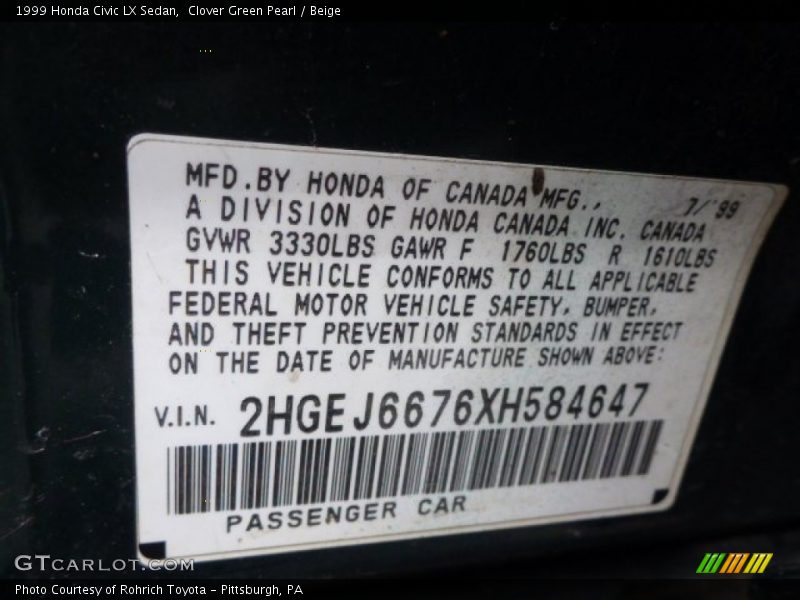 1999 Honda Civic LX Sedan,  Clover Green Pearl / Beige
MFD.BY HONDA OF CANADA MFG., 7/'99
A DIVISION OF HONDA CANADA INC. CANADA
GVWR 3330LBS GAWR F 1760LBS R 1610LBS
THIS VEHICLE CONFORMS TO ALL APPLICABLE
FEDERAL MOTOR VEHICLE SAFETY, BUMPER,
AND THEFT PREVENTION STANDARDS IN EFFECT
ON THE DATE OF MANUFACTURE SHOWN ABOVE:
V.I.N. 2HGEJ6676XH584647
PASSENGER CAR
GTCARLOT.COM
Photo Courtesy of Rohrich Toyota - Pittsburgh, PA